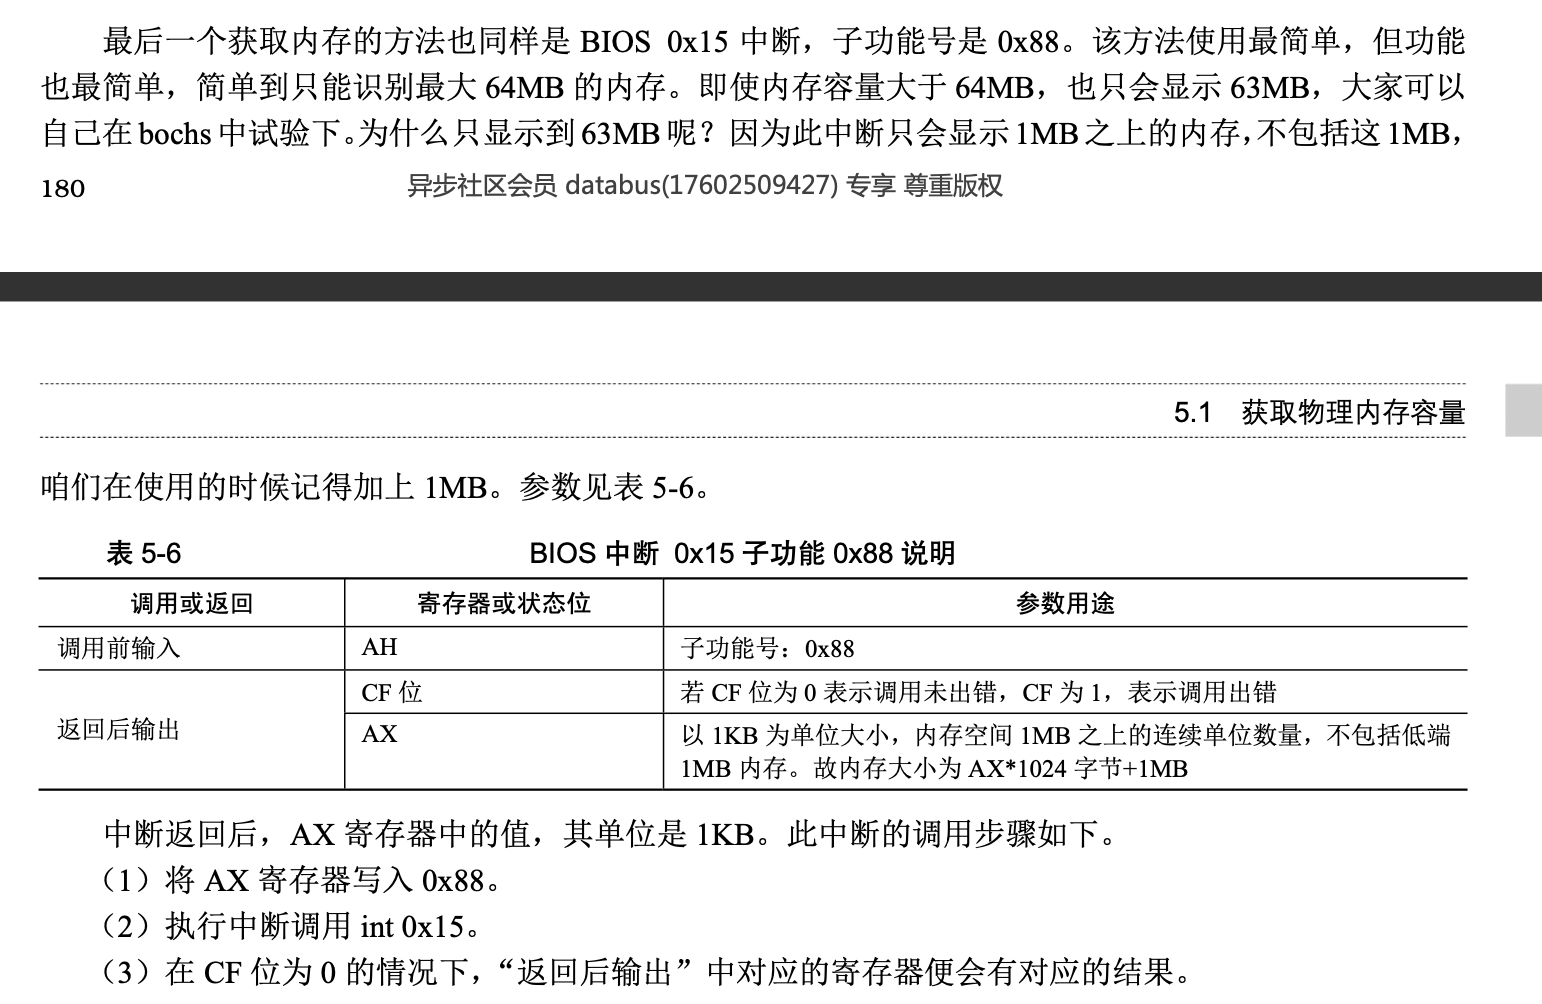 最后一个获取内存的方法也同样是 BIOS 0x15 中断，子功能号是 0x88。该方法使用最简单，但功能
也最简单，简单到只能识别最大 64MB 的内存。即使内存容量大于 64MB，也只会显示 63MB，大家可以
自己在 bochs 中试验下。为什么只显示到 63MB 呢？因为此中断只会显示 1MB 之上的内存，不包括这 1MB，
180 异步社区会员 databus(17602509427) 专享 尊重版权
5.1 获取物理内存容量
咱们在使用的时候记得加上 1MB。参数见表 5-6。
表 5-6 BIOS 中断 0x15 子功能 0x88 说明
调用或返回 寄存器或状态位 参数用途
调用前输入 AH 子功能号：0x88
返回后输出 CF 位 若 CF 位为 0 表示调用未出错，CF 为 1，表示调用出错
AX 以 1KB 为单位大小，内存空间 1MB 之上的连续单位数量，不包括低端
1MB 内存。故内存大小为 AX*1024 字节+1MB
中断返回后，AX 寄存器中的值，其单位是 1KB。此中断的调用步骤如下。
（1）将 AX 寄存器写入 0x88。
（2）执行中断调用 int 0x15。
（3）在 CF 位为 0 的情况下，“返回后输出”中对应的寄存器便会有对应的结果。